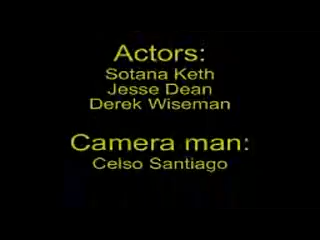 Actors:
Sotana Keth
Jesse Dean
Derek Wiseman
Camera man:
Celso Santiago